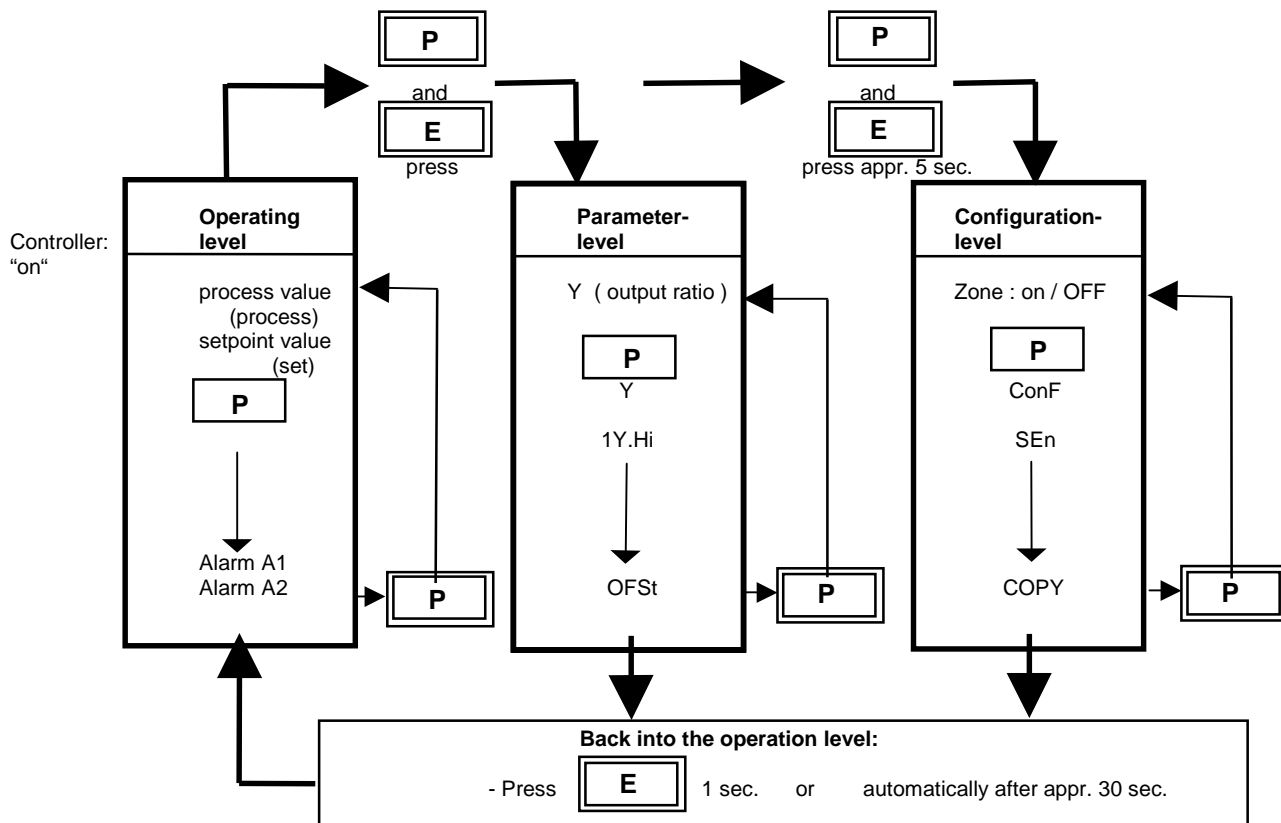 P
and
E
press
P
and
E
press appr. 5 sec.
Controller:
“on“
Operating
level
process value
(process)
setpoint value
(set)
P
Alarm A1
Alarm A2
P
Parameter-
level
Y ( output ratio )
P
Y
1Y.Hi
OFSt
P
Configuration-
level
Zone : on / OFF
P
ConF
SEn
COPY
P
Back into the operation level:
- Press E 1 sec. or automatically after appr. 30 sec.